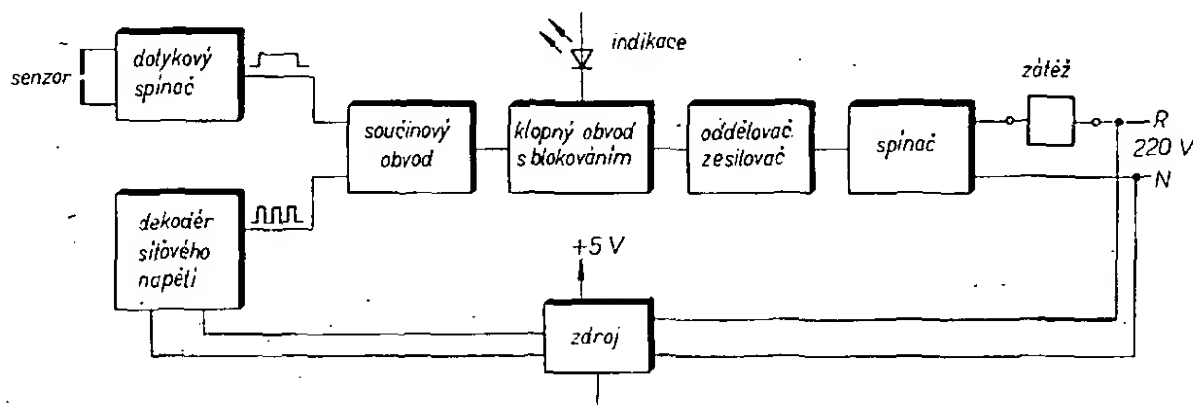 senzor
dotykový
spínač
indikace
zátěž
součinový
obvod
klopný obvod
s blokováním
oddělovač.
zesilovač
spínač
R
220 V
N
dekodér
síťového
napětí
+5 V
zdroj